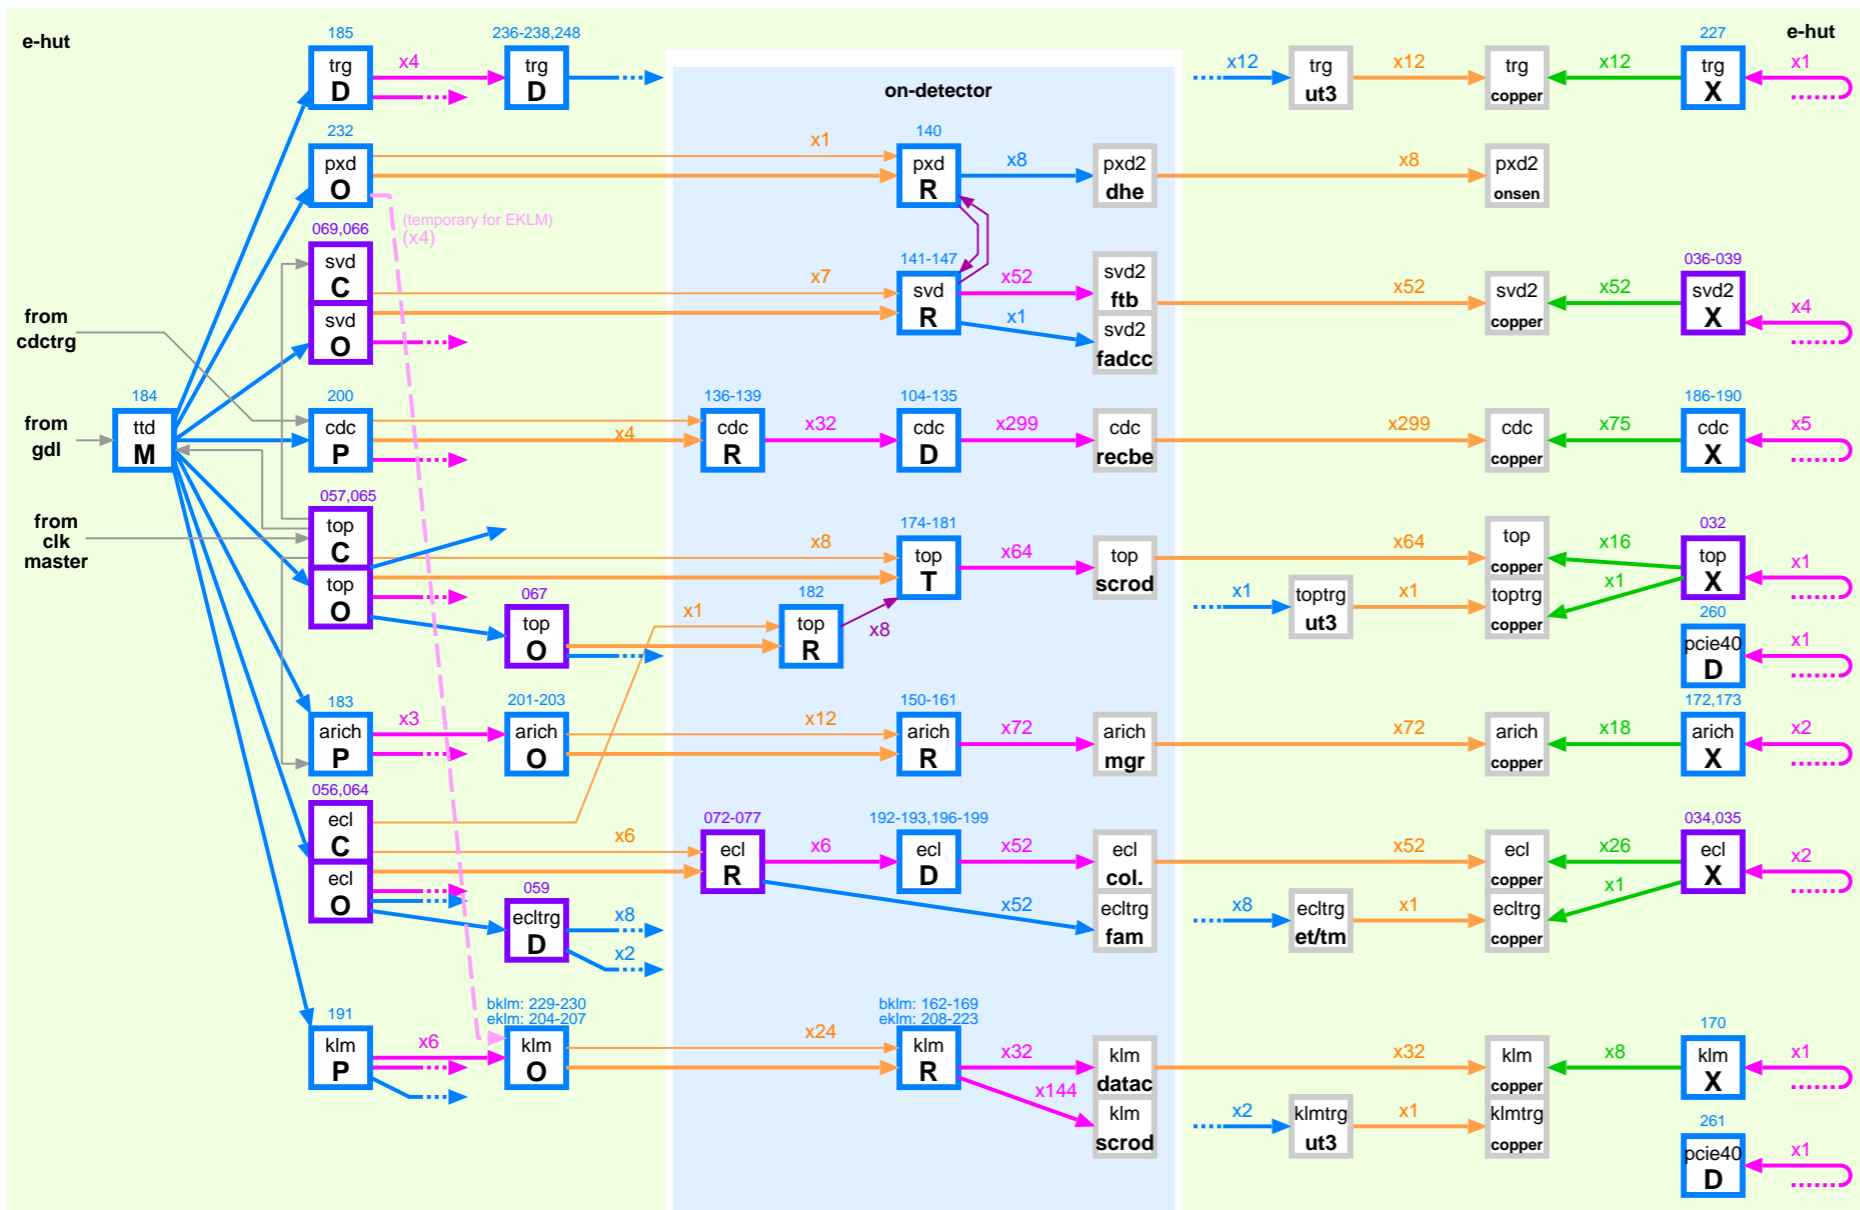 e-hut
185
trg
D
x4
236-238,248
trg
D
on-detector
x12
trg
ut3
x12
trg
copper
x12
227
trg
X
e-hut
x1
232
pxd
O
x1
140
pxd
R
x8
pxd2
dhe
x8
pxd2
onsen
(temporary for EKLM)
(x4)
069,066
svd
C
svd
O
x7
141-147
svd
R
x52
x1
svd2
ftb
svd2
fadcc
x52
svd2
copper
x52
036-039
svd2
X
x4
from
cdctrg
from
gdl
184
ttd
M
200
cdc
P
x4
136-139
cdc
R
x32
104-135
cdc
D
x299
cdc
recbe
x299
cdc
copper
x75
186-190
cdc
X
x5
from
clk
master
057,065
top
C
top
O
x8
174-181
top
T
x64
top
scrod
x64
top
copper
x16
032
top
X
x1
x1
toptrg
ut3
x1
toptrg
copper
x1
067
top
O
x1
182
top
R
x8
260
pcie40
D
x1
183
arich
P
x3
201-203
arich
O
x12
150-161
arich
R
x72
arich
mgr
x72
arich
copper
x18
172,173
arich
X
x2
056,064
ecl
C
ecl
O
x6
072-077
ecl
R
x6
192-193,196-199
ecl
D
x52
ecl
col.
x52
ecl
copper
x26
034,035
ecl
X
x2
x1
059
ecltrg
D
x8
x2
x52
ecltrg
fam
x8
ecltrg
et/tm
x1
ecltrg
copper
191
klm
P
x6
bklm: 229-230
eklm: 204-207
klm
O
x24
bklm: 162-169
eklm: 208-223
klm
R
x32
x144
klm
datac
klm
scrod
x32
klm
copper
x8
170
klm
X
x1
x2
klmtrg
ut3
x1
klmtrg
copper
261
pcie40
D
x1